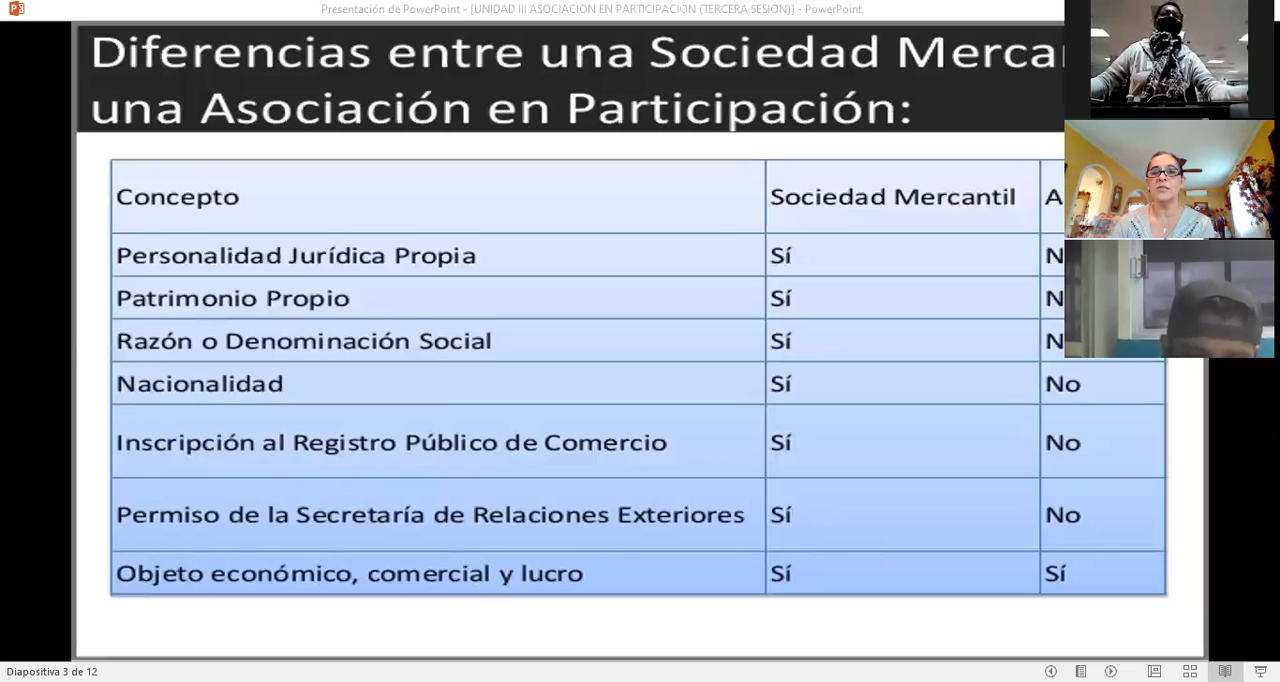 Presentación de PowerPoint - [UNIDAD III ASOCIACION EN PARTICIPACION (TERCERA SESION)] - PowerPoint
Diferencias entre una Sociedad
una Asociación en Participación:
Concepto Sociedad Mercantil
Personalidad Jurídica Propia Sí
Patrimonio Propio Sí
Razón o Denominación Social Sí
Nacionalidad Sí No
Inscripción al Registro Público de Comercio Sí No
Permiso de la Secretaría de Relaciones Exteriores Sí No
Objeto económico, comercial y lucro Sí Sí
Diapositiva 3 de 12